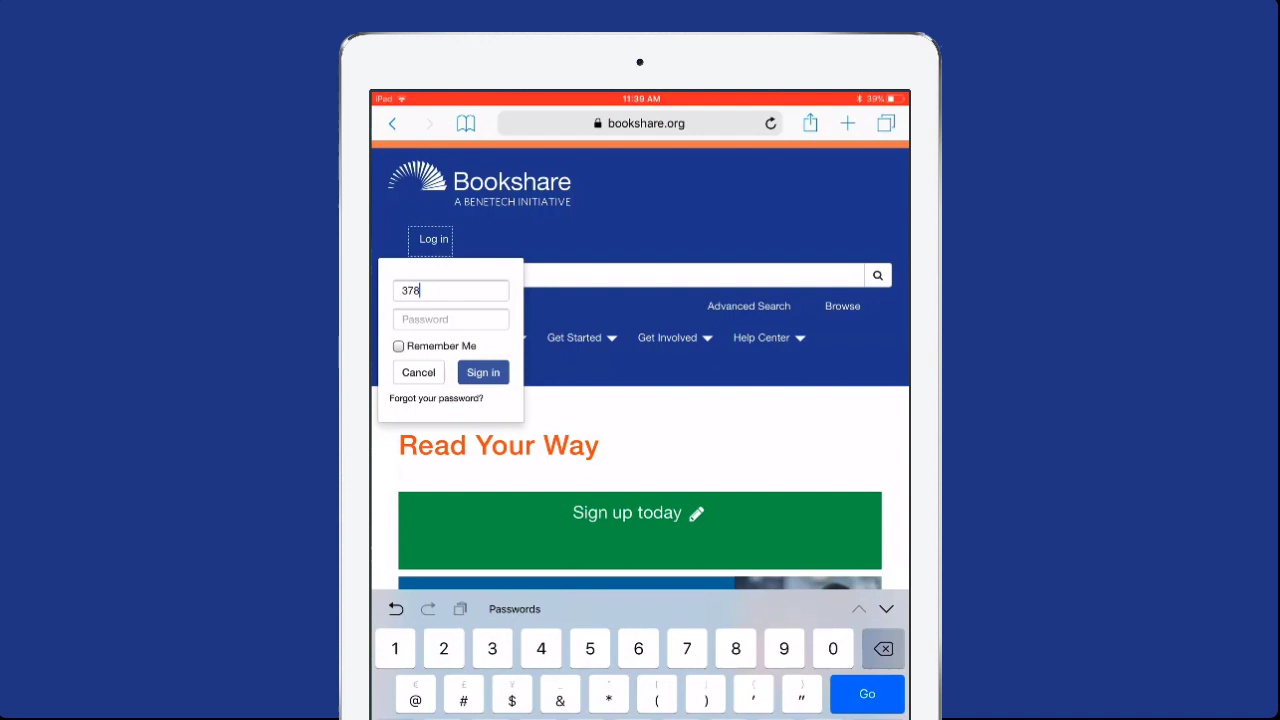 iPad 11:39 AM 39%
bookshare.org
Bookshare
A BENETECH INITIATIVE
Log in
378
Password
Remember Me
Cancel Sign in
Forgot your password?
Advanced Search Browse
Get Started Get Involved Help Center
Read Your Way
Sign up today
Passwords
1 2 3 4 5 6 7 8 9 0
€ £ ¥ _ ^ [ ] { }
@ # $ & * ( ) ' "
Go